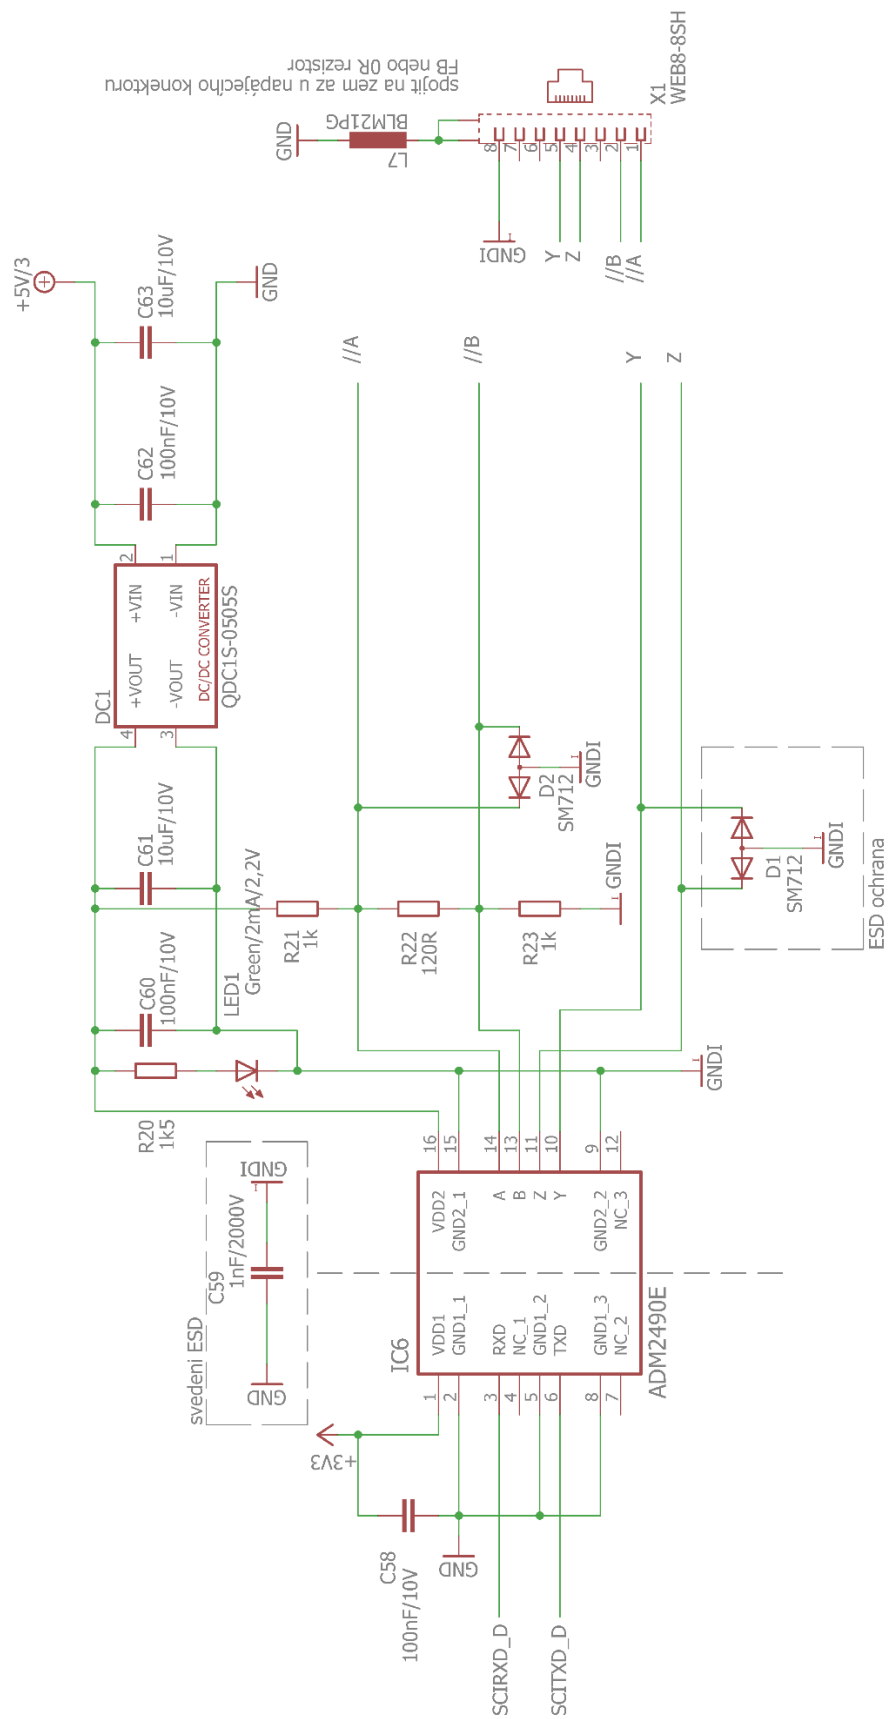 spojit na zem az u napájecího konektoru
FB nebo 0R rezistor
GND
BLM21PG
L7
X1
WEB8-8SH
8
7
6
5
4
3
2
1
GNDI
Y
Z
//B
//A
+5V/3
C63
10uF/10V
GND
C62
100nF/10V
//A
//B
Y
Z
DC1
2
1
+VIN
-VIN
+VOUT
-VOUT
DC/DC CONVERTER
QDC1S-0505S
4
3
C61
10uF/10V
C60
100nF/10V
LED1
Green/2mA/2,2V
R20
1k5
R21
1k
R22
120R
R23
1k
GNDI
D2
SM712
GNDI
D1
SM712
GNDI
ESD ochrana
GNDI
svedeni ESD
GNDI
C59
1nF/2000V
GND
IC6
ADM2490E
16
15
14
13
11
10
9
12
VDD2
GND2_1
A
B
Z
Y
GND2_2
NC_3
VDD1
GND1_1
RXD
NC_1
GND1_2
TXD
GND1_3
NC_2
1
2
3
4
5
6
8
7
+3V3
C58
100nF/10V
GND
SCIRXD_D
SCITXD_D